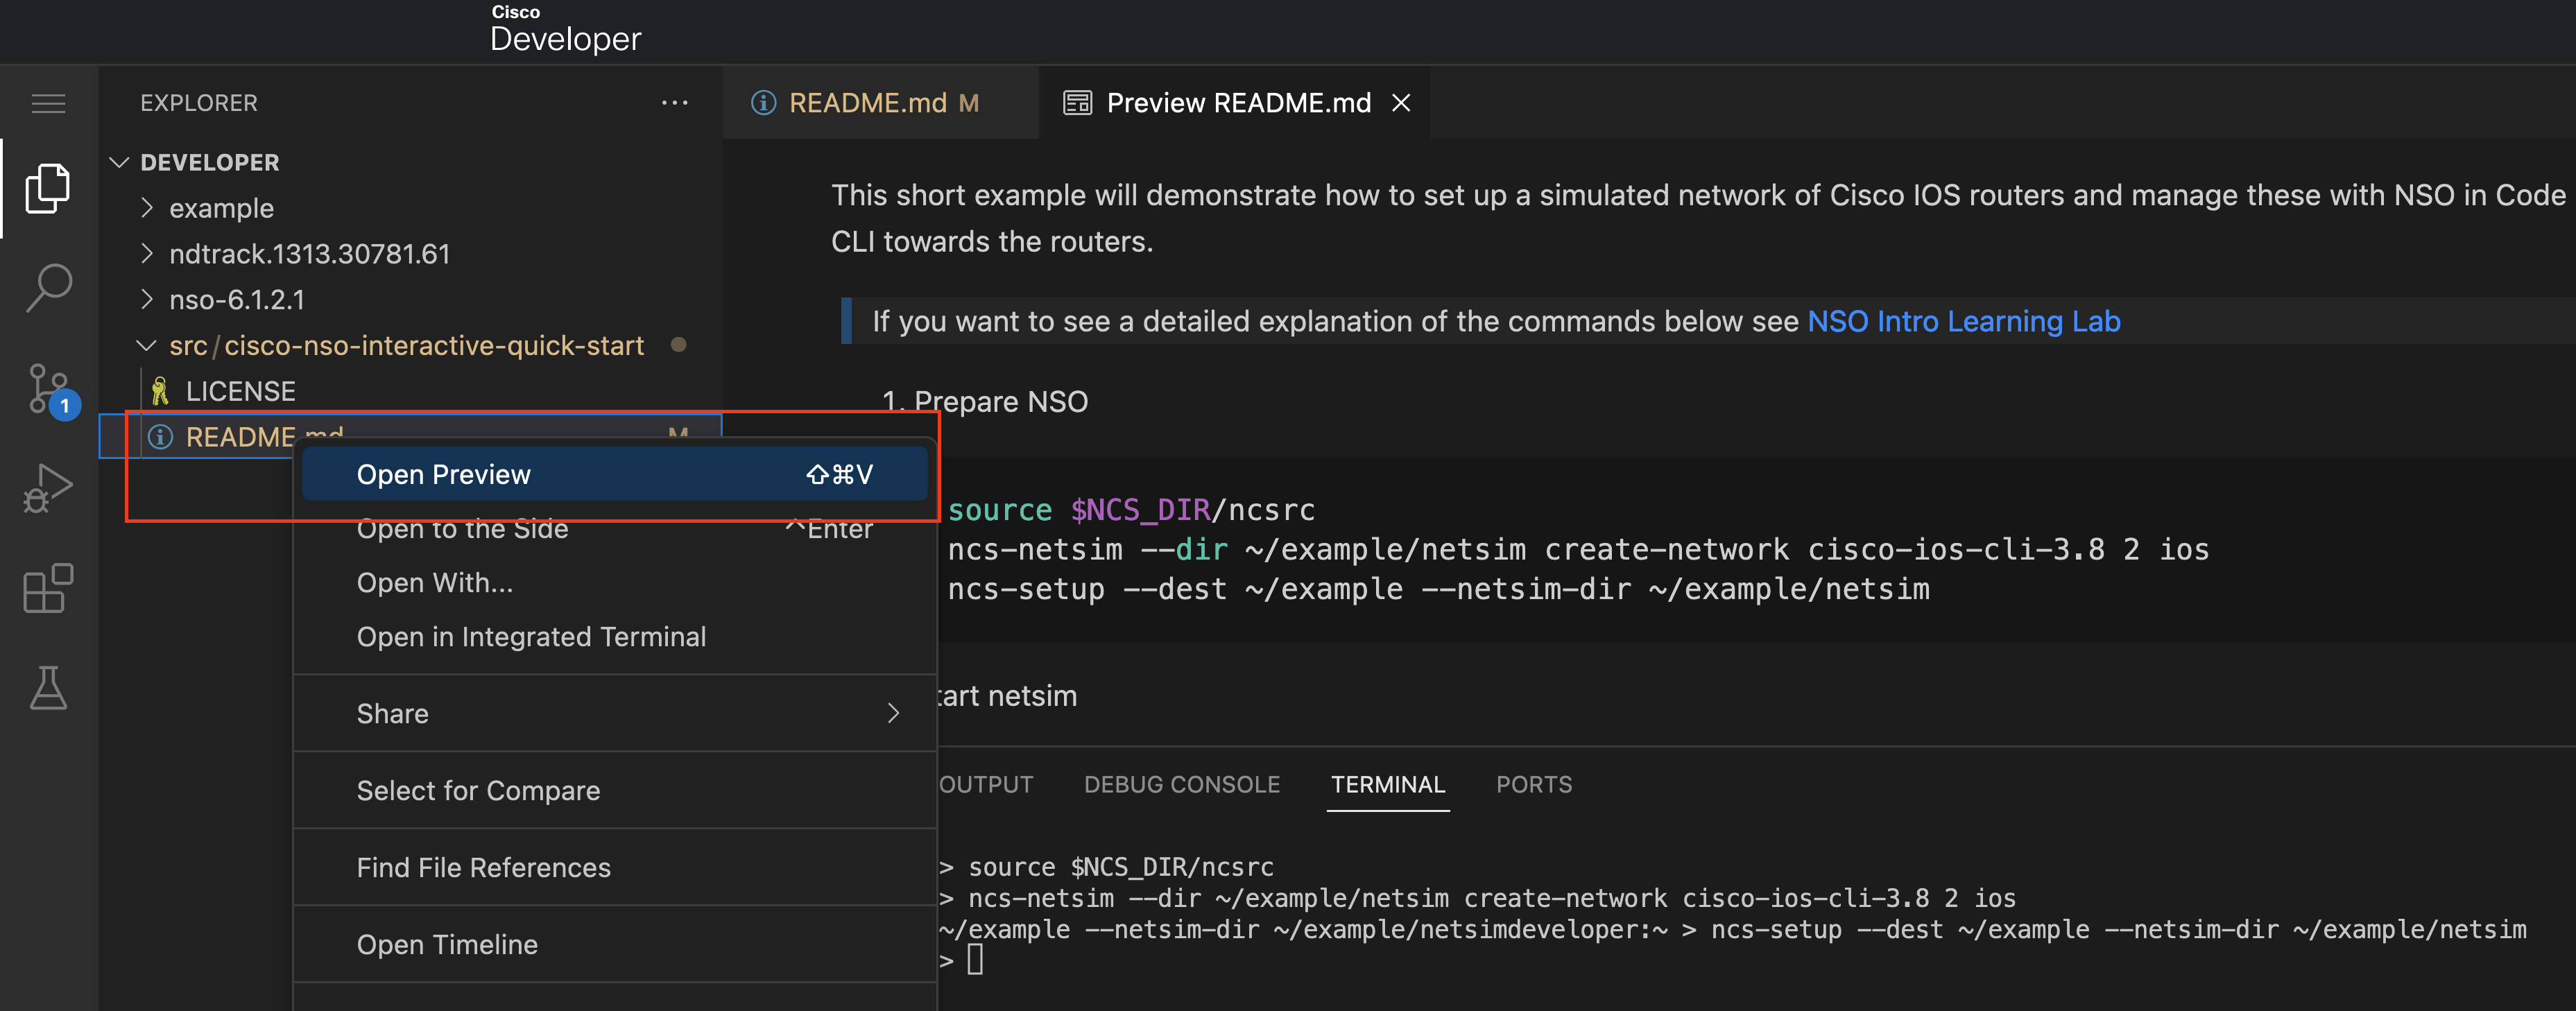 Cisco
Developer
EXPLORER
DEVELOPER
example
ndtrack.1313.30781.61
nso-6.1.2.1
src/cisco-nso-interactive-quick-start
LICENSE
README.md M
1
Open Preview ⇧⌘V
Open to the Side ^Enter
Open With...
Open in Integrated Terminal
Share
Select for Compare
Find File References
Open Timeline
README.md M
Preview README.md
This short example will demonstrate how to set up a simulated network of Cisco IOS routers and manage these with NSO in Code
CLI towards the routers.
If you want to see a detailed explanation of the commands below see NSO Intro Learning Lab
1. Prepare NSO
source $NCS_DIR/ncsrc
ncs-netsim --dir ~/example/netsim create-network cisco-ios-cli-3.8 2 ios
ncs-setup --dest ~/example --netsim-dir ~/example/netsim
tart netsim
OUTPUT DEBUG CONSOLE TERMINAL PORTS
> source $NCS_DIR/ncsrc
> ncs-netsim --dir ~/example/netsim create-network cisco-ios-cli-3.8 2 ios
~/example --netsim-dir ~/example/netsimdeveloper:~ > ncs-setup --dest ~/example --netsim-dir ~/example/netsim
>